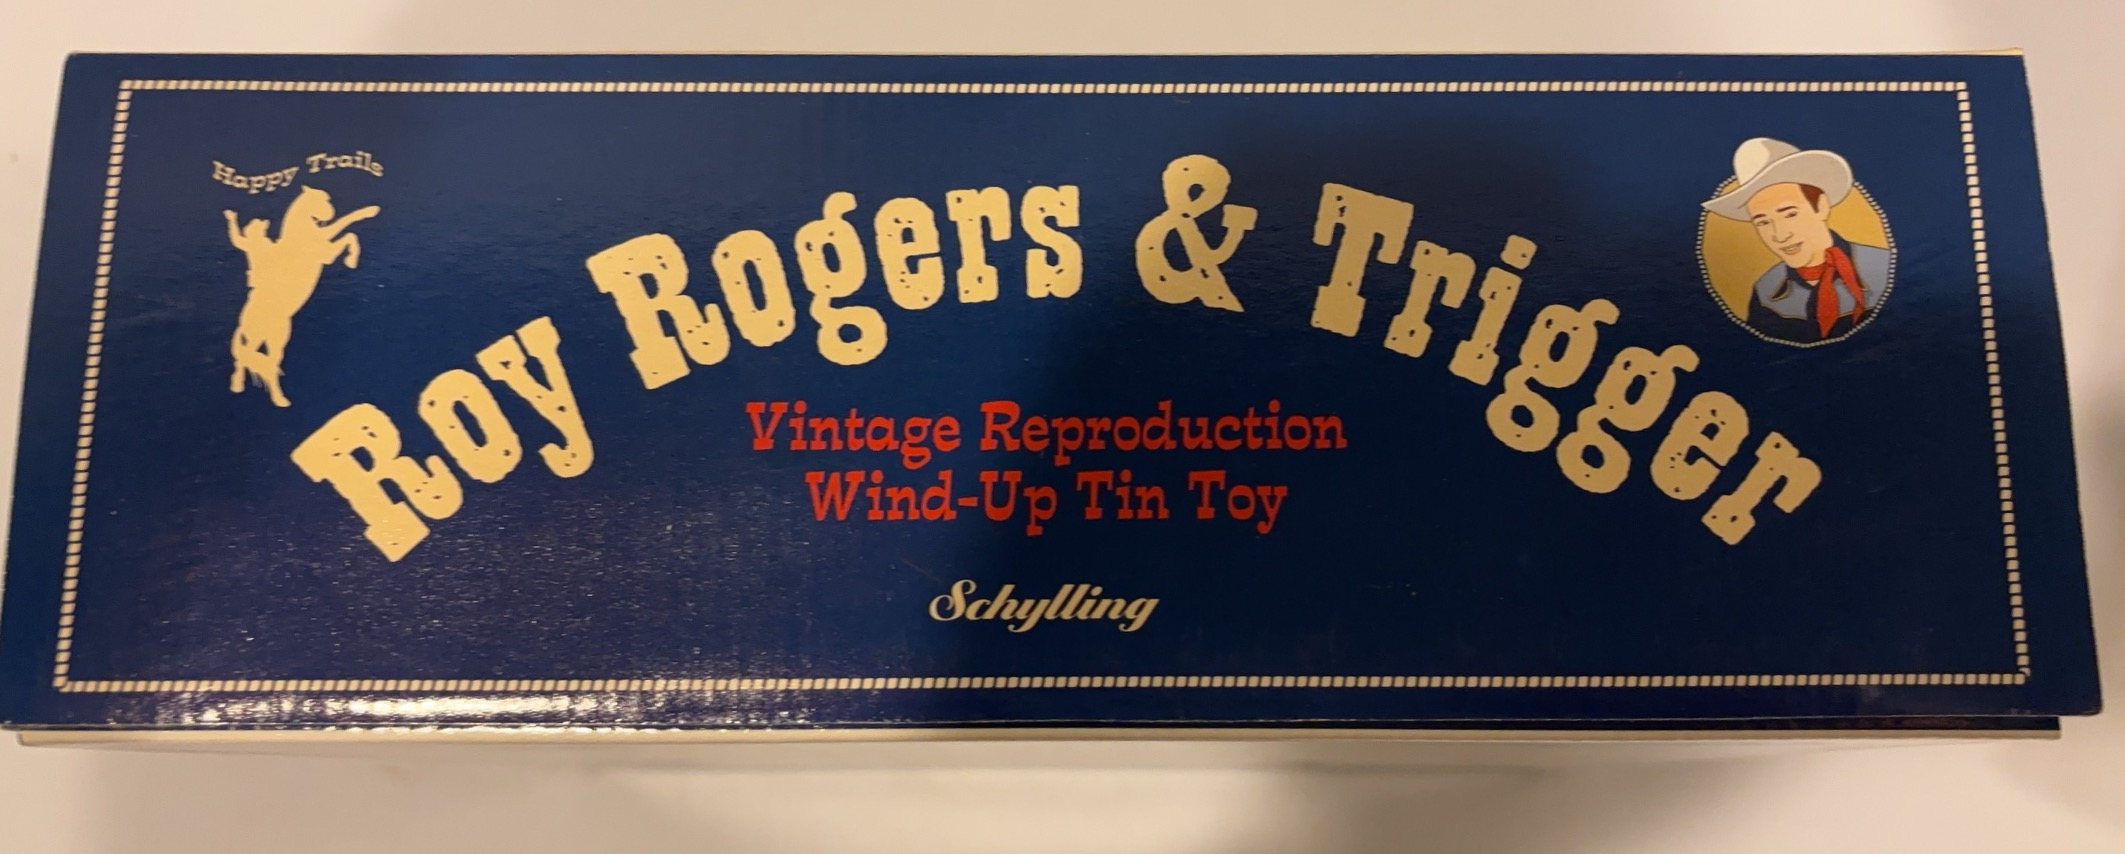 Happy Trails
Roy Rogers & Trigger
Vintage Reproduction
Wind-Up Tin Toy
Schylling